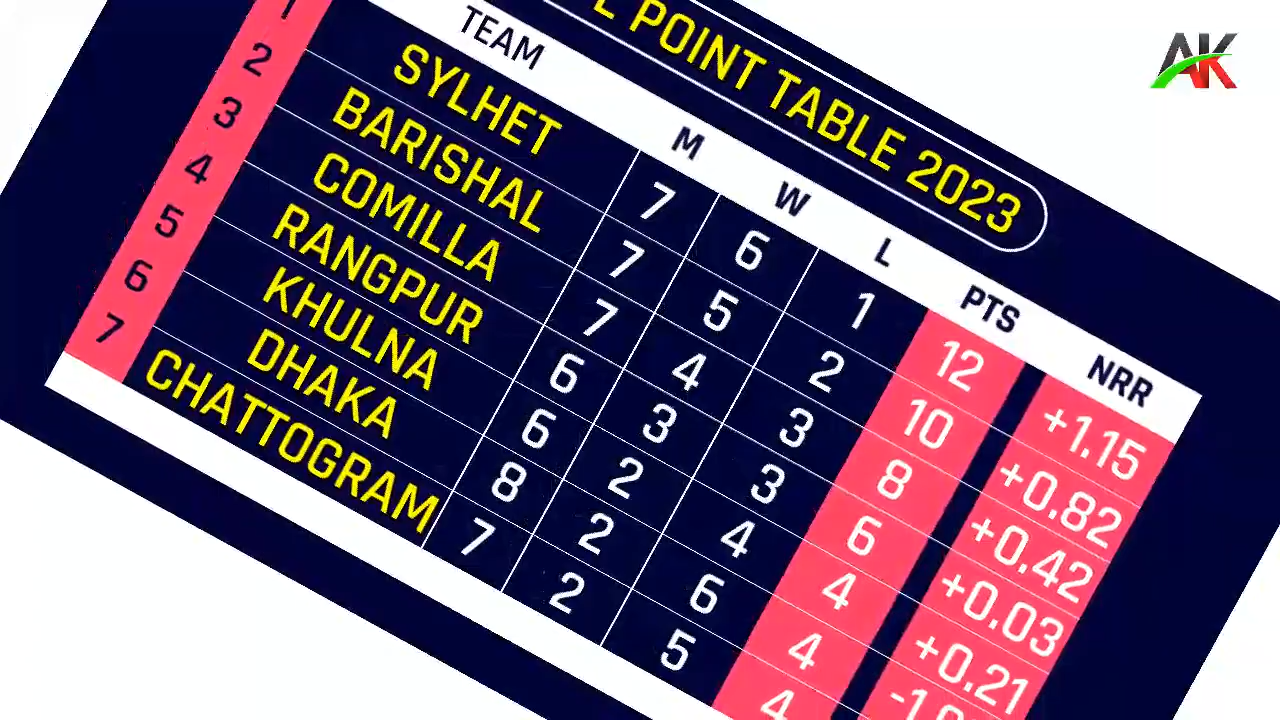 AK
POINT TABLE 2023
TEAM M W L PTS NRR
1 SYLHET 7 6 1 12 +1.15
2 BARISHAL 7 5 2 10 +0.82
3 COMILLA 7 4 3 8 +0.42
4 RANGPUR 6 3 3 6 +0.03
5 KHULNA 6 2 4 4 +0.21
6 DHAKA 8 2 6 4
7 CHATTOGRAM 7 2 5 4